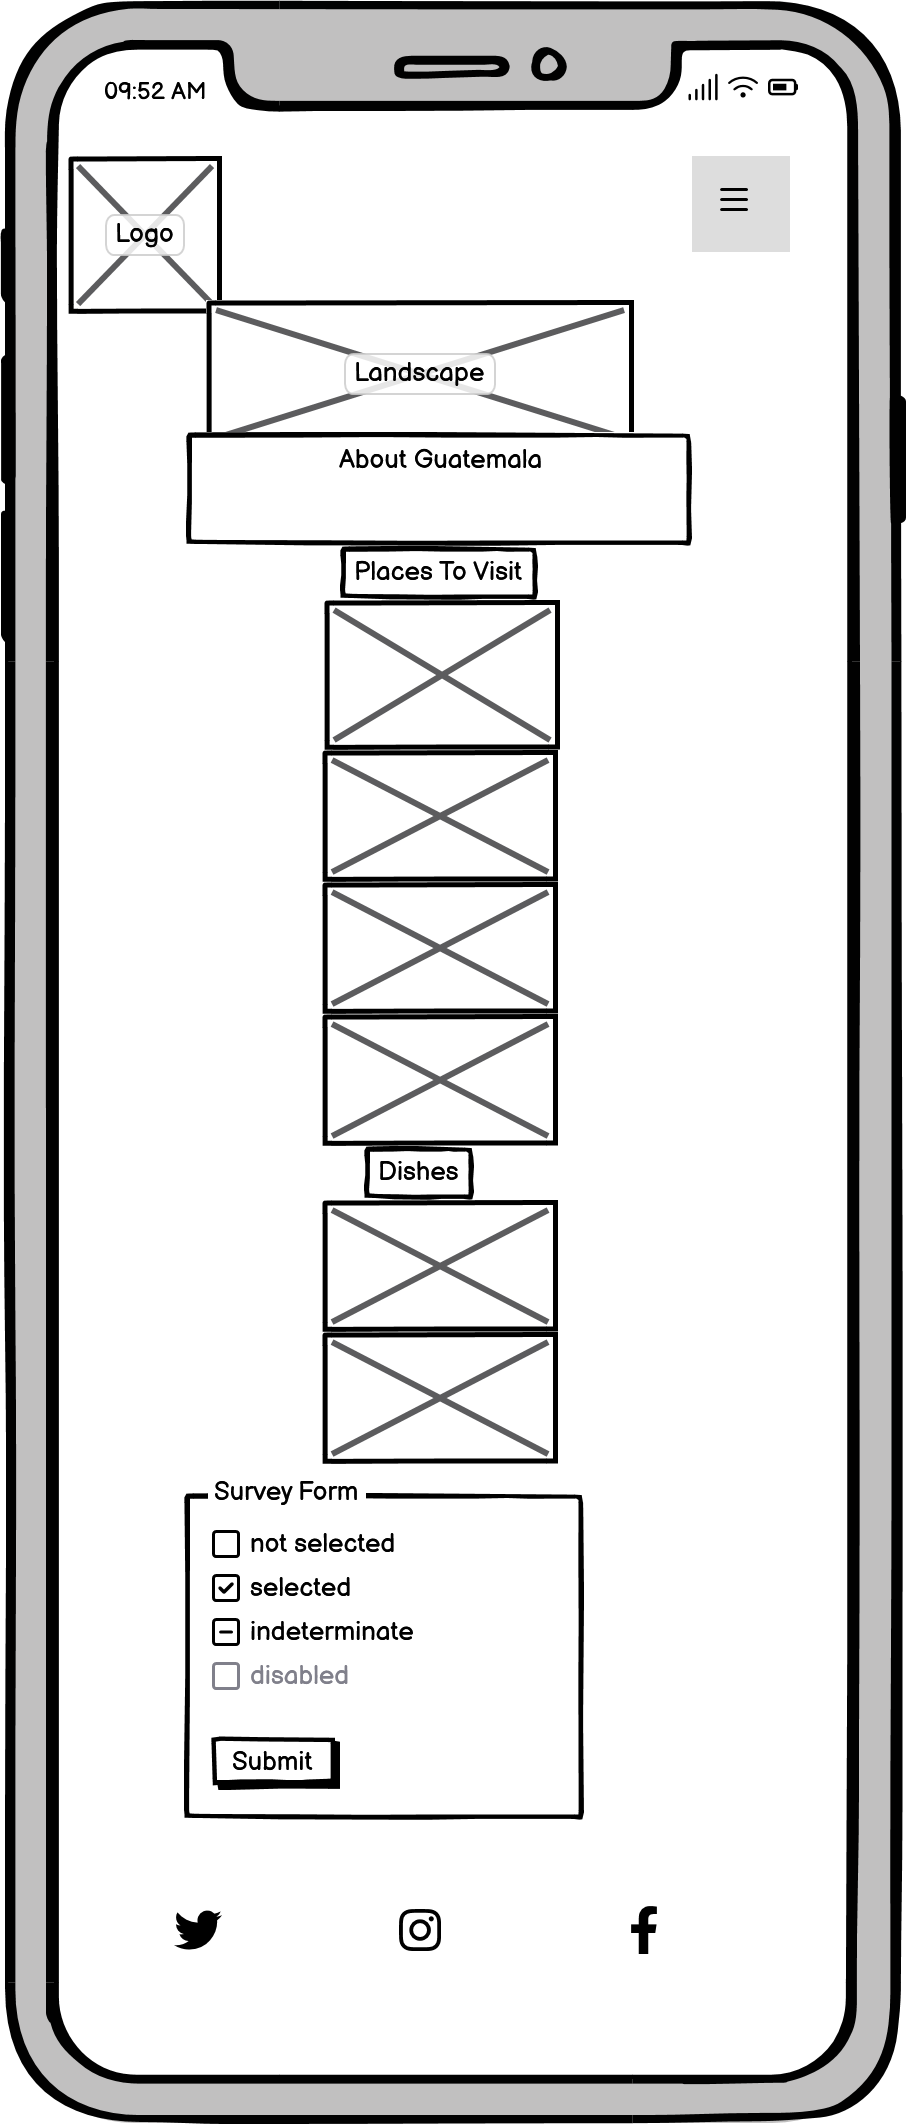 09:52 AM
Logo
Landscape
About Guatemala
Places To Visit
Dishes
Survey Form
not selected
selected
indeterminate
disabled
Submit